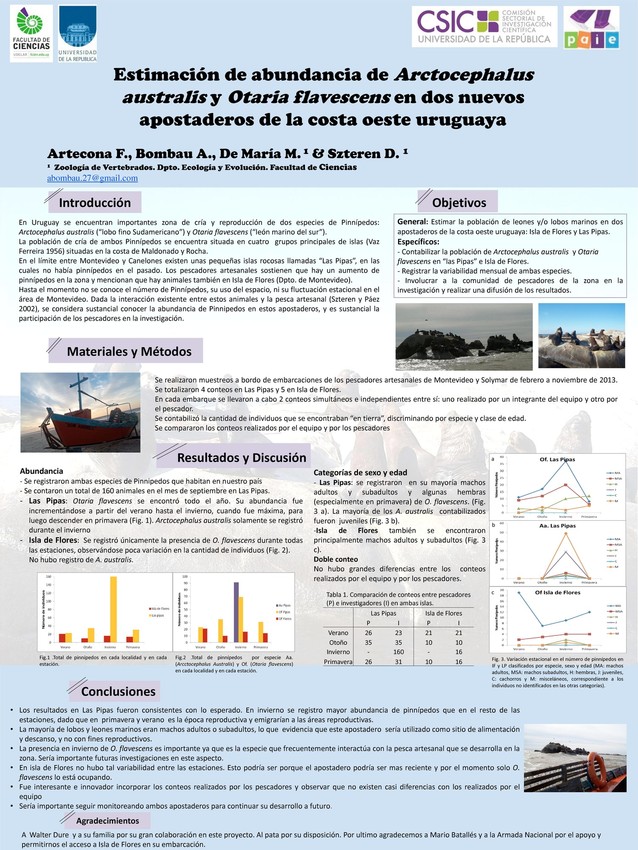 FACULTAD DE
CIENCIAS
UNIVERSIDAD
DE LA REPÚBLICA
CSIC
COMISIÓN
SECTORIAL DE
INVESTIGACIÓN
CIENTÍFICA
UNIVERSIDAD DE LA REPÚBLICA
paie
Estimación de abundancia de Arctocephalus
australis y Otaria flavescens en dos nuevos
apostaderos de la costa oeste uruguaya
Artecona F., Bombau A., De María M. ¹ & Szteren D. ¹
¹ Zoología de Vertebrados. Dpto. Ecología y Evolución. Facultad de Ciencias
abombau.27@gmail.com
Introducción
En Uruguay se encuentran importantes zona de cría y reproducción de dos especies de Pinnípedos:
Arctocephalus australis ("lobo fino Sudamericano") y Otaria flavescens ("león marino del sur").
La población de cría de ambos Pinnípedos se encuentra situada en cuatro grupos principales de islas (Vaz
Ferreira 1956) situadas en la costa de Maldonado y Rocha.
En el límite entre Montevideo y Canelones existen unas pequeñas islas rocosas llamadas "Las Pipas", en las
cuales no había pinnípedos en el pasado. Los pescadores artesanales sostienen que hay un aumento de
pinnípedos en la zona y mencionan que hay animales también en Isla de Flores (Dpto. de Montevideo).
Hasta el momento no se conoce el número de Pinnípedos, su uso del espacio, ni su fluctuación estacional en el
área de Montevideo. Dada la interacción existente entre estos animales y la pesca artesanal (Szteren y Páez
2002), se considera sustancial conocer la abundancia de Pinnipedos en estos apostaderos, y es sustancial la
participación de los pescadores en la investigación.
Objetivos
General: Estimar la población de leones y/o lobos marinos en dos
apostaderos de la costa oeste uruguaya: Isla de Flores y Las Pipas.
Específicos:
- Contabilizar la población de Arctocephalus australis y Otaria
flavescens en "las Pipas" e Isla de Flores.
- Registrar la variabilidad mensual de ambas especies.
- Involucrar a la comunidad de pescadores de la zona en la
investigación y realizar una difusión de los resultados.
Materiales y Métodos
Se realizaron muestreos a bordo de embarcaciones de los pescadores artesanales de Montevideo y Solymar de febrero a noviembre de 2013.
Se totalizaron 4 conteos en Las Pipas y 5 en Isla de Flores.
En cada embarque se llevaron a cabo 2 conteos simultáneos e independientes entre sí: uno realizado por un integrante del equipo y otro por
el pescador.
Se contabilizó la cantidad de individuos que se encontraban "en tierra", discriminando por especie y clase de edad.
Se compararon los conteos realizados por el equipo y por los pescadores
Resultados y Discusión
Abundancia
- Se registraron ambas especies de Pinnipedos que habitan en nuestro país
- Se contaron un total de 160 animales en el mes de septiembre en Las Pipas.
- Las Pipas: Otaria flavescens se encontró todo el año. Su abundancia fue
incrementándose a partir del verano hasta el invierno, cuando fue máxima, para
luego descender en primavera (Fig. 1). Arctocephalus australis solamente se registró
durante el invierno
- Isla de Flores: Se registró únicamente la presencia de O. flavescens durante todas
las estaciones, observándose poca variación en la cantidad de individuos (Fig. 2).
No hubo registro de A. australis.
Fig.1 .Total de pinnípedos en cada localidad y en cada
estación.
Fig.2 .Total de pinnípedos por especie Aa.
(Arctocephalus Australis) y Of. (Otaria flavescens)
en cada localidad y en cada estación.
Categorías de sexo y edad
- Las Pipas: se registraron en su mayoría machos
adultos y subadultos y algunas hembras
(especialmente en primavera) de O. flavescens. (Fig.
3 a). La mayoría de los A. australis contabilizados
fueron juveniles (Fig. 3 b).
-Isla de Flores también se encontraron
principalmente machos adultos y subadultos (Fig. 3
c).
Doble conteo
No hubo grandes diferencias entre los conteos
realizados por el equipo y por los pescadores.
Tabla 1. Comparación de conteos entre pescadores
(P) e investigadores (I) en ambas islas.
Las Pipas Isla de Flores
P I P I
Verano 26 23 21 21
Otoño 35 35 10 10
Invierno - 160 - 16
Primavera 26 31 10 16
a
Of. Las Pipas
b
Aa. Las Pipas
c
Of Isla de Flores
Fig. 3. Variación estacional en el número de pinnípedos en
IF y LP clasificados por especie, sexo y edad (MA: machos
adultos, MSA: machos subadultos, H: hembras, J: juveniles,
C: cachorros y M: misceláneos, correspondiente a los
individuos no identificados en las otras categorías).
Conclusiones
• Los resultados en Las Pipas fueron consistentes con lo esperado. En invierno se registro mayor abundancia de pinnípedos que en el resto de las
estaciones, dado que en primavera y verano es la época reproductiva y emigrarían a las áreas reproductivas.
• La mayoría de lobos y leones marinos eran machos adultos o subadultos, lo que evidencia que este apostadero sería utilizado como sitio de alimentación
y descanso, y no con fines reproductivos.
• La presencia en invierno de O. flavescens es importante ya que es la especie que frecuentemente interactúa con la pesca artesanal que se desarrolla en la
zona. Sería importante futuras investigaciones en este aspecto.
• En isla de Flores no hubo tal variabilidad entre las estaciones. Esto podría ser porque el apostadero podría ser mas reciente y por el momento solo O.
flavescens lo está ocupando.
• Fue interesante e innovador incorporar los conteos realizados por los pescadores y observar que no existen casi diferencias con los realizados por el
equipo
• Sería importante seguir monitoreando ambos apostaderos para continuar su desarrollo a futuro.
Agradecimientos
A Walter Dure y a su familia por su gran colaboración en este proyecto. Al pata por su disposición. Por ultimo agradecemos a Mario Batallés y a la Armada Nacional por el apoyo y
permitirnos el acceso a Isla de Flores en su embarcación.